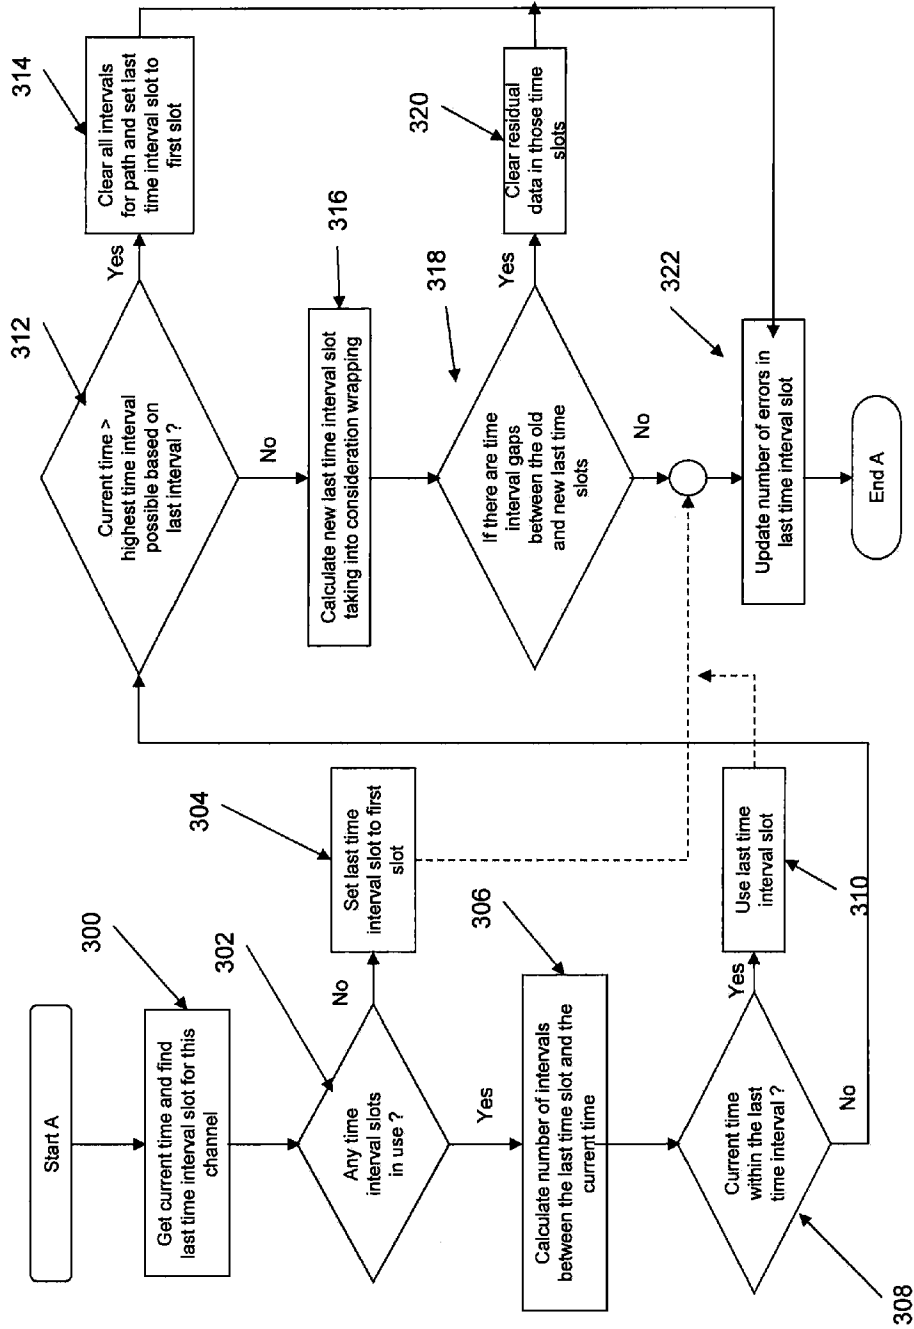 Start A
300
Get current time and find
last time interval slot for this
channel
302
Any time
interval slots
in use ?
No
304
Set last time
interval slot to first
slot
Yes
306
Calculate number of intervals
between the last time slot and the
current time
308
Current time
within the last
time interval ?
Yes
310
Use last time
interval slot
No
312
Current time >
highest time interval
possible based on
last interval ?
Yes
314
Clear all intervals
for path and set last
time interval slot to
first slot
No
316
Calculate new last time interval slot
taking into consideration wrapping
318
If there are time
interval gaps
between the old
and new last time
slots
Yes
320
Clear residual
data in those time
slots
No
322
Update number of errors in
last time interval slot
End A